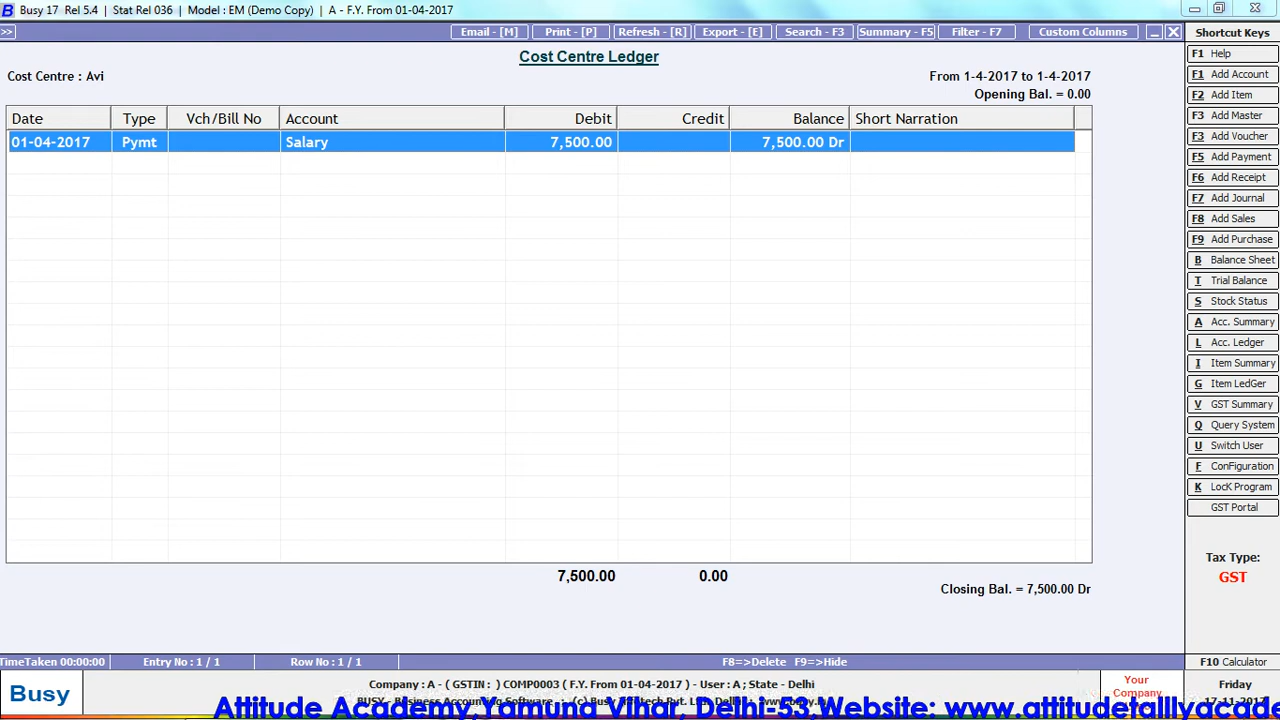 Busy 17 Rel 5.4 | Stat Rel 036 | Model : EM (Demo Copy) | A - F.Y. From 01-04-2017
>> Email - [M] Print - [P] Refresh - [R] Export - [E] Search - F3 Summary - F5 Filter - F7 Custom Columns
Shortcut Keys
Cost Centre Ledger
Cost Centre : Avi
From 1-4-2017 to 1-4-2017
Opening Bal. = 0.00
Date Type Vch/Bill No Account Debit Credit Balance Short Narration
01-04-2017 Pymt Salary 7,500.00 7,500.00 Dr
7,500.00 0.00
Closing Bal. = 7,500.00 Dr
F1 Help
F1 Add Account
F2 Add Item
F3 Add Master
F3 Add Voucher
F5 Add Payment
F6 Add Receipt
F7 Add Journal
F8 Add Sales
F9 Add Purchase
B Balance Sheet
T Trial Balance
S Stock Status
A Acc. Summary
L Acc. Ledger
I Item Summary
G Item LedGer
V GST Summary
Q Query System
U Switch User
F ConFiguration
K LocK Program
GST Portal
Tax Type:
GST
TimeTaken 00:00:00 Entry No : 1 / 1 Row No : 1 / 1 F8=>Delete F9=>Hide
F10 Calculator
Busy
Company : A - ( GSTIN : ) COMP0003 ( F.Y. From 01-04-2017 ) - User : A ; State - Delhi
Your
Company
Friday
17-11-2017
Attitude Academy,Yamuna Vihar, Delhi-53,Website: www.attitudetallyacade